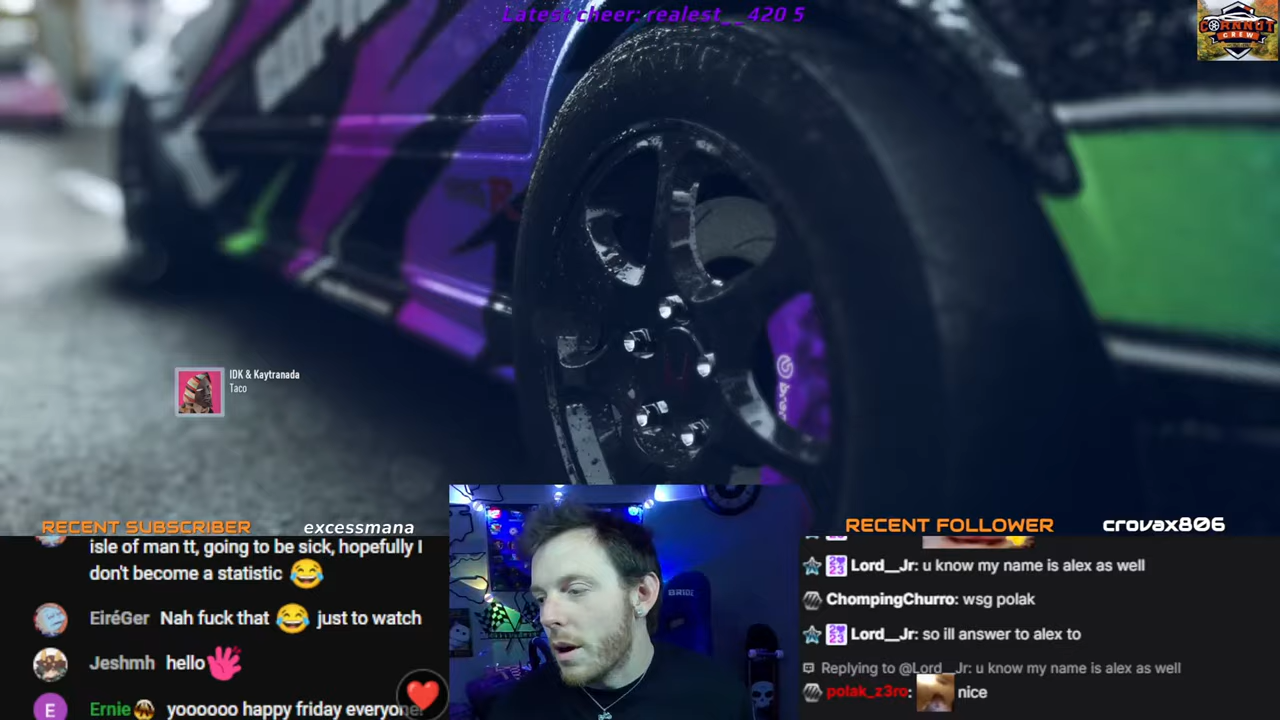 Latest cheer: realest__420 5
CREW
IDK & Kaytranada
Taco
BRIDE
RECENT SUBSCRIBER excessmana
isle of man tt, going to be sick, hopefully I
don't become a statistic 😂
EiréGer Nah fuck that 😂 just to watch
Jeshmh hello
E Ernie yoooooo happy friday everyone
RECENT FOLLOWER crovax806
Lord__Jr: u know my name is alex as well
ChompingChurro: wsg polak
Lord__Jr: so ill answer to alex to
Replying to @Lord__Jr: u know my name is alex as well
polak_z3ro: nice